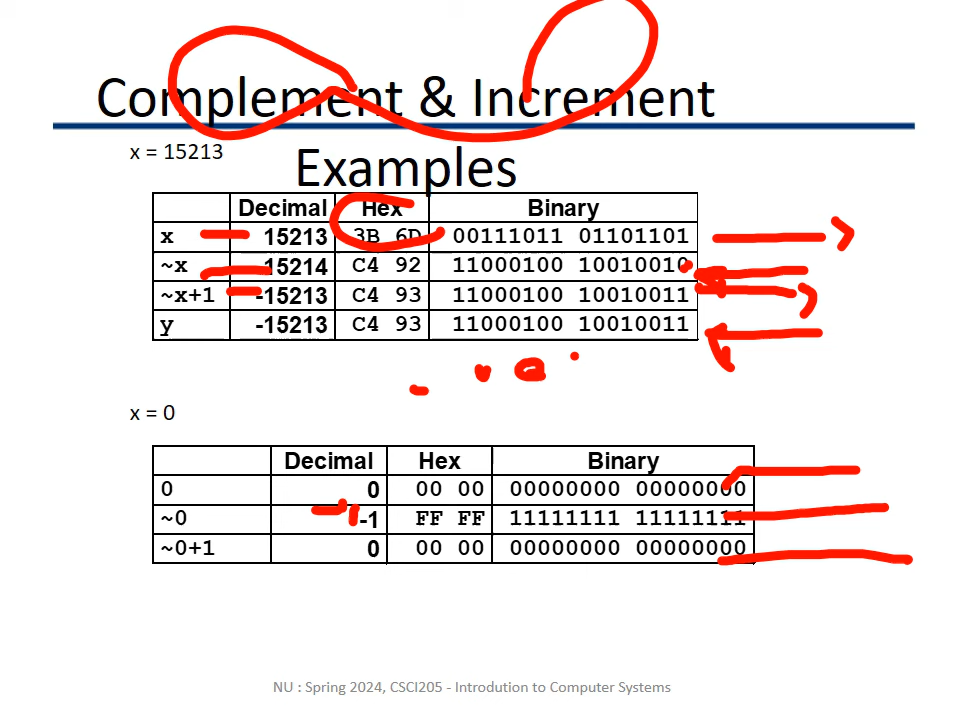 Complement & Increment
Examples
x = 15213
Decimal Hex Binary
x 15213 3B 6D 00111011 01101101
~x -15214 C4 92 11000100 10010010
~x+1 -15213 C4 93 11000100 10010011
y -15213 C4 93 11000100 10010011
x = 0
Decimal Hex Binary
0 0 00 00 00000000 00000000
~0 -1 FF FF 11111111 11111111
~0+1 0 00 00 00000000 00000000
NU : Spring 2024, CSCI205 - Introdution to Computer Systems